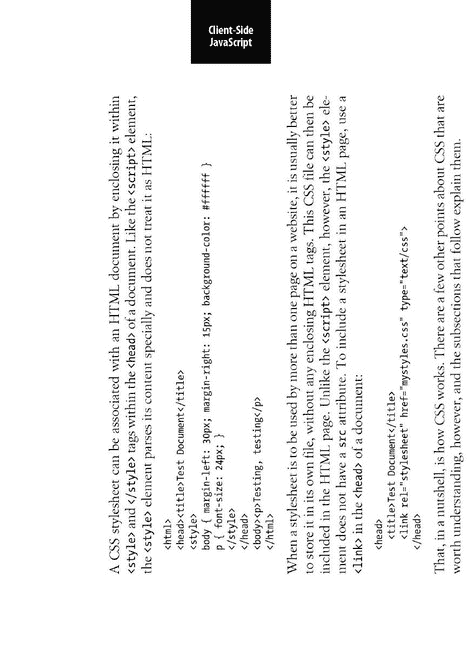 Client-Side
JavaScript
A CSS stylesheet can be associated with an HTML document by enclosing it within
<style> and </style> tags within the <head> of a document. Like the <script> element,
the <style> element parses its content specially and does not treat it as HTML:
<html>
<head><title>Test Document</title>
<style>
body { margin-left: 30px; margin-right: 15px; background-color: #ffffff }
p { font-size: 24px; }
</style>
</head>
<body><p>Testing, testing</p>
</html>
When a stylesheet is to be used by more than one page on a website, it is usually better
to store it in its own file, without any enclosing HTML tags. This CSS file can then be
included in the HTML page. Unlike the <script> element, however, the <style> ele-
ment does not have a src attribute. To include a stylesheet in an HTML page, use a
<link> in the <head> of a document:
<head>
<title>Test Document</title>
<link rel="stylesheet" href="mystyles.css" type="text/css">
</head>
That, in a nutshell, is how CSS works. There are a few other points about CSS that are
worth understanding, however, and the subsections that follow explain them.